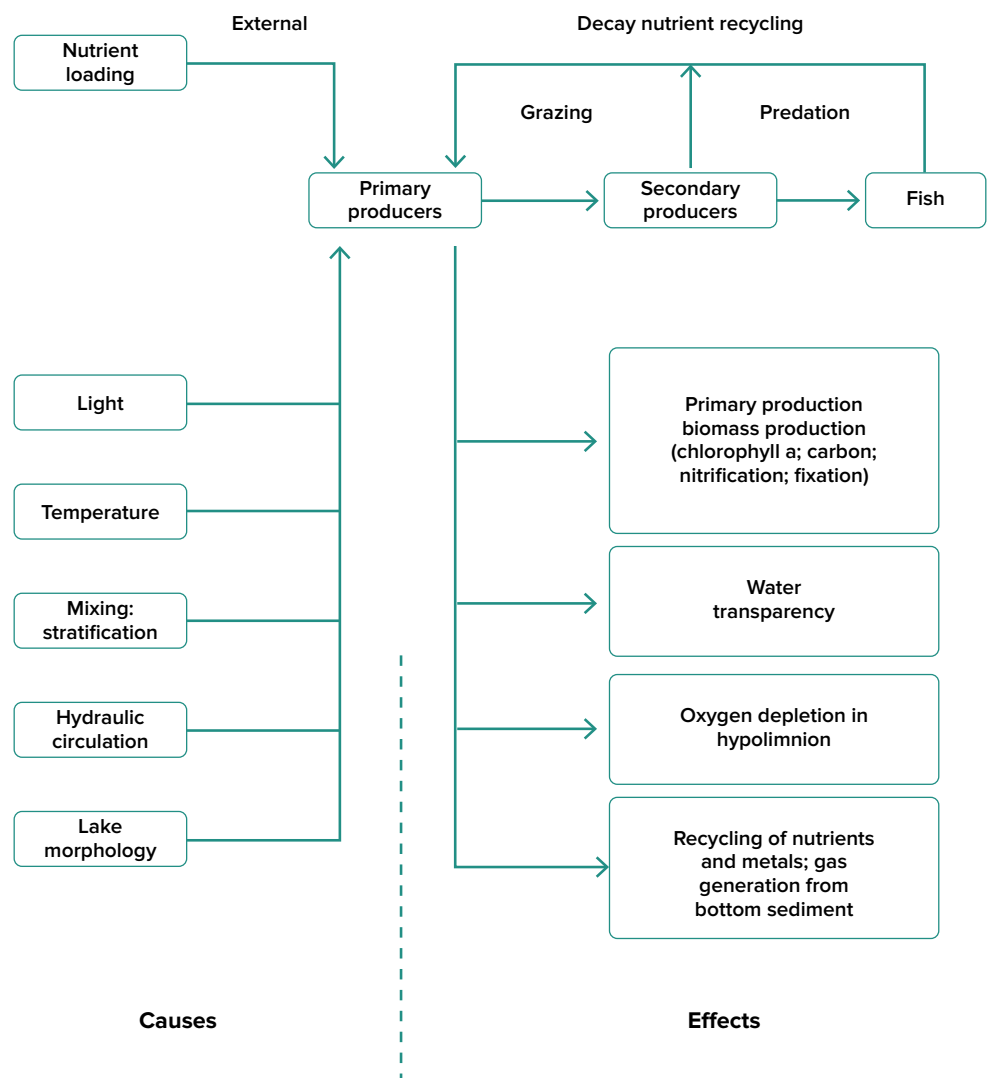 External
Decay nutrient recycling
Nutrient
loading
Grazing
Predation
Primary
producers
Secondary
producers
Fish
Light
Temperature
Mixing:
stratification
Hydraulic
circulation
Lake
morphology
Primary production
biomass production
(chlorophyll a; carbon;
nitrification; fixation)
Water
transparency
Oxygen depletion in
hypolimnion
Recycling of nutrients
and metals; gas
generation from
bottom sediment
Causes
Effects